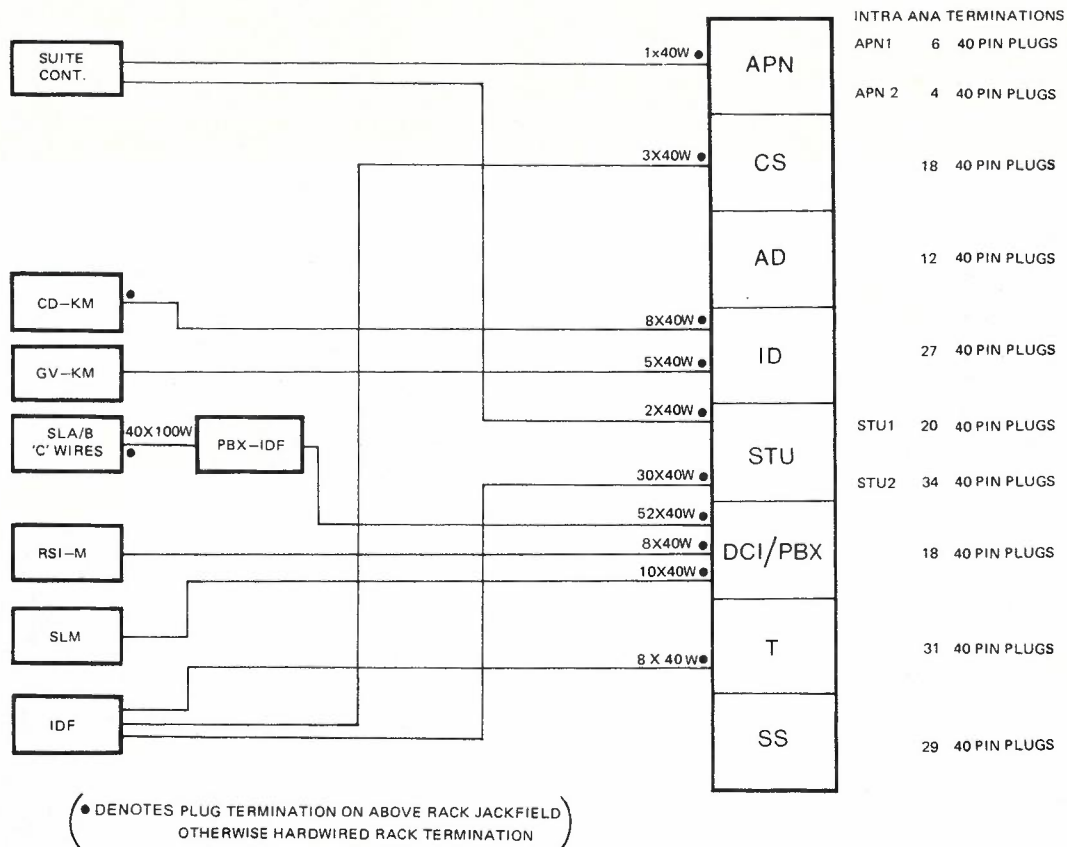 INTRA ANA TERMINATIONS
SUITE
CONT.
1x40W ●
APN
APN1 6 40 PIN PLUGS
APN 2 4 40 PIN PLUGS
3X40W ●
CS
18 40 PIN PLUGS
AD
12 40 PIN PLUGS
CD–KM
●
8X40W ●
ID
27 40 PIN PLUGS
GV–KM
5X40W ●
SLA/B
'C' WIRES
40X100W
●
PBX–IDF
2X40W ●
STU
STU1 20 40 PIN PLUGS
30X40W ●
STU2 34 40 PIN PLUGS
52X40W ●
RSI–M
8X40W ●
DCI/PBX
18 40 PIN PLUGS
10X40W ●
SLM
8 X 40 W ●
T
31 40 PIN PLUGS
IDF
SS
29 40 PIN PLUGS
(● DENOTES PLUG TERMINATION ON ABOVE RACK JACKFIELD
OTHERWISE HARDWIRED RACK TERMINATION)